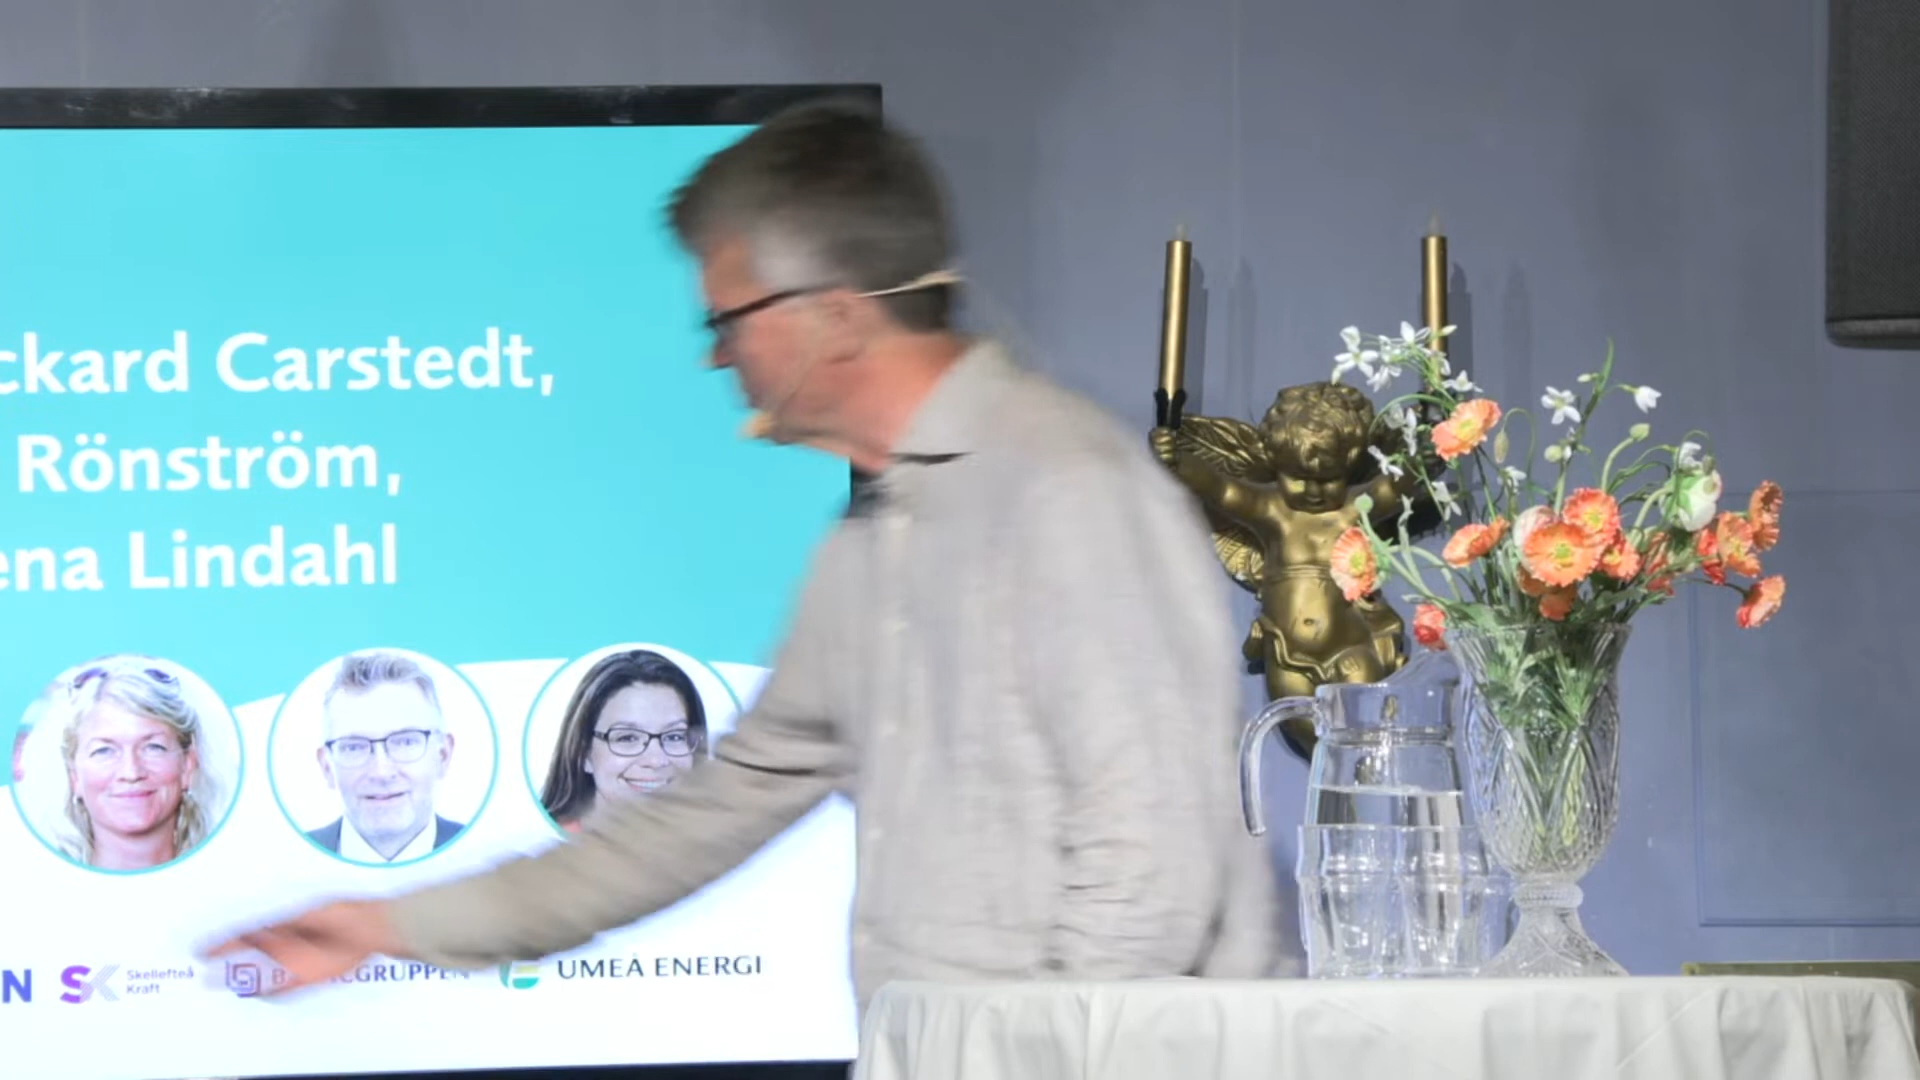 ckard Carstedt,
Rönström,
ena Lindahl
N
SK Skellefteå
Kraft
UMEÅ ENERGI